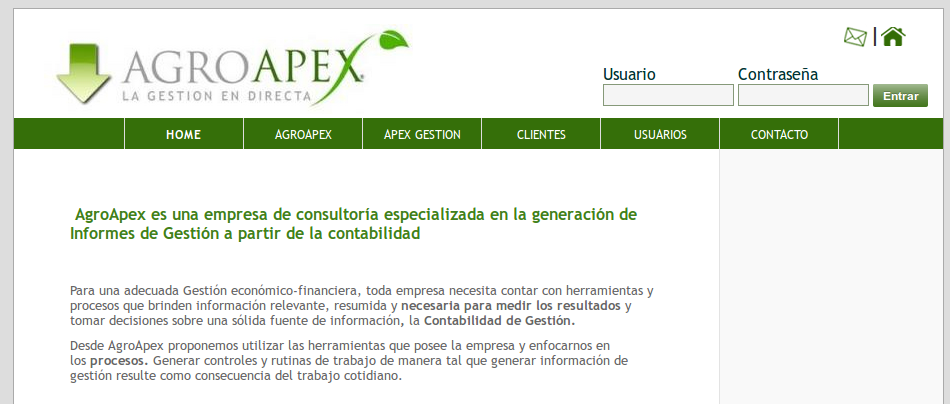 AGROAPEX
LA GESTION EN DIRECTA
Usuario
Contraseña
Entrar
HOME
AGROAPEX
APEX GESTION
CLIENTES
USUARIOS
CONTACTO
AgroApex es una empresa de consultoría especializada en la generación de
Informes de Gestión a partir de la contabilidad
Para una adecuada Gestión económico-financiera, toda empresa necesita contar con herramientas y
procesos que brinden información relevante, resumida y necesaria para medir los resultados y
tomar decisiones sobre una sólida fuente de información, la Contabilidad de Gestión.
Desde AgroApex proponemos utilizar las herramientas que posee la empresa y enfocarnos en
los procesos. Generar controles y rutinas de trabajo de manera tal que generar información de
gestión resulte como consecuencia del trabajo cotidiano.